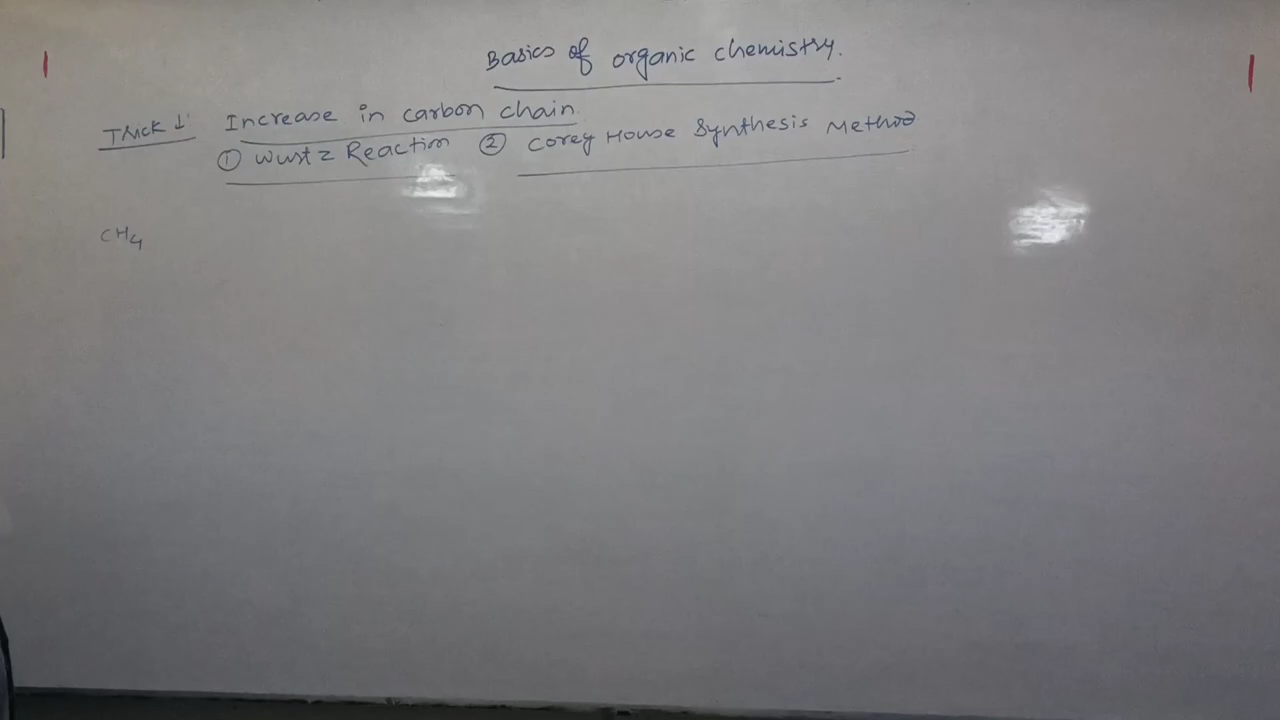 Basics of organic chemistry.
Trick 1: Increase in carbon chain.
① Wurtz Reaction ② Corey House Synthesis Method
CH4